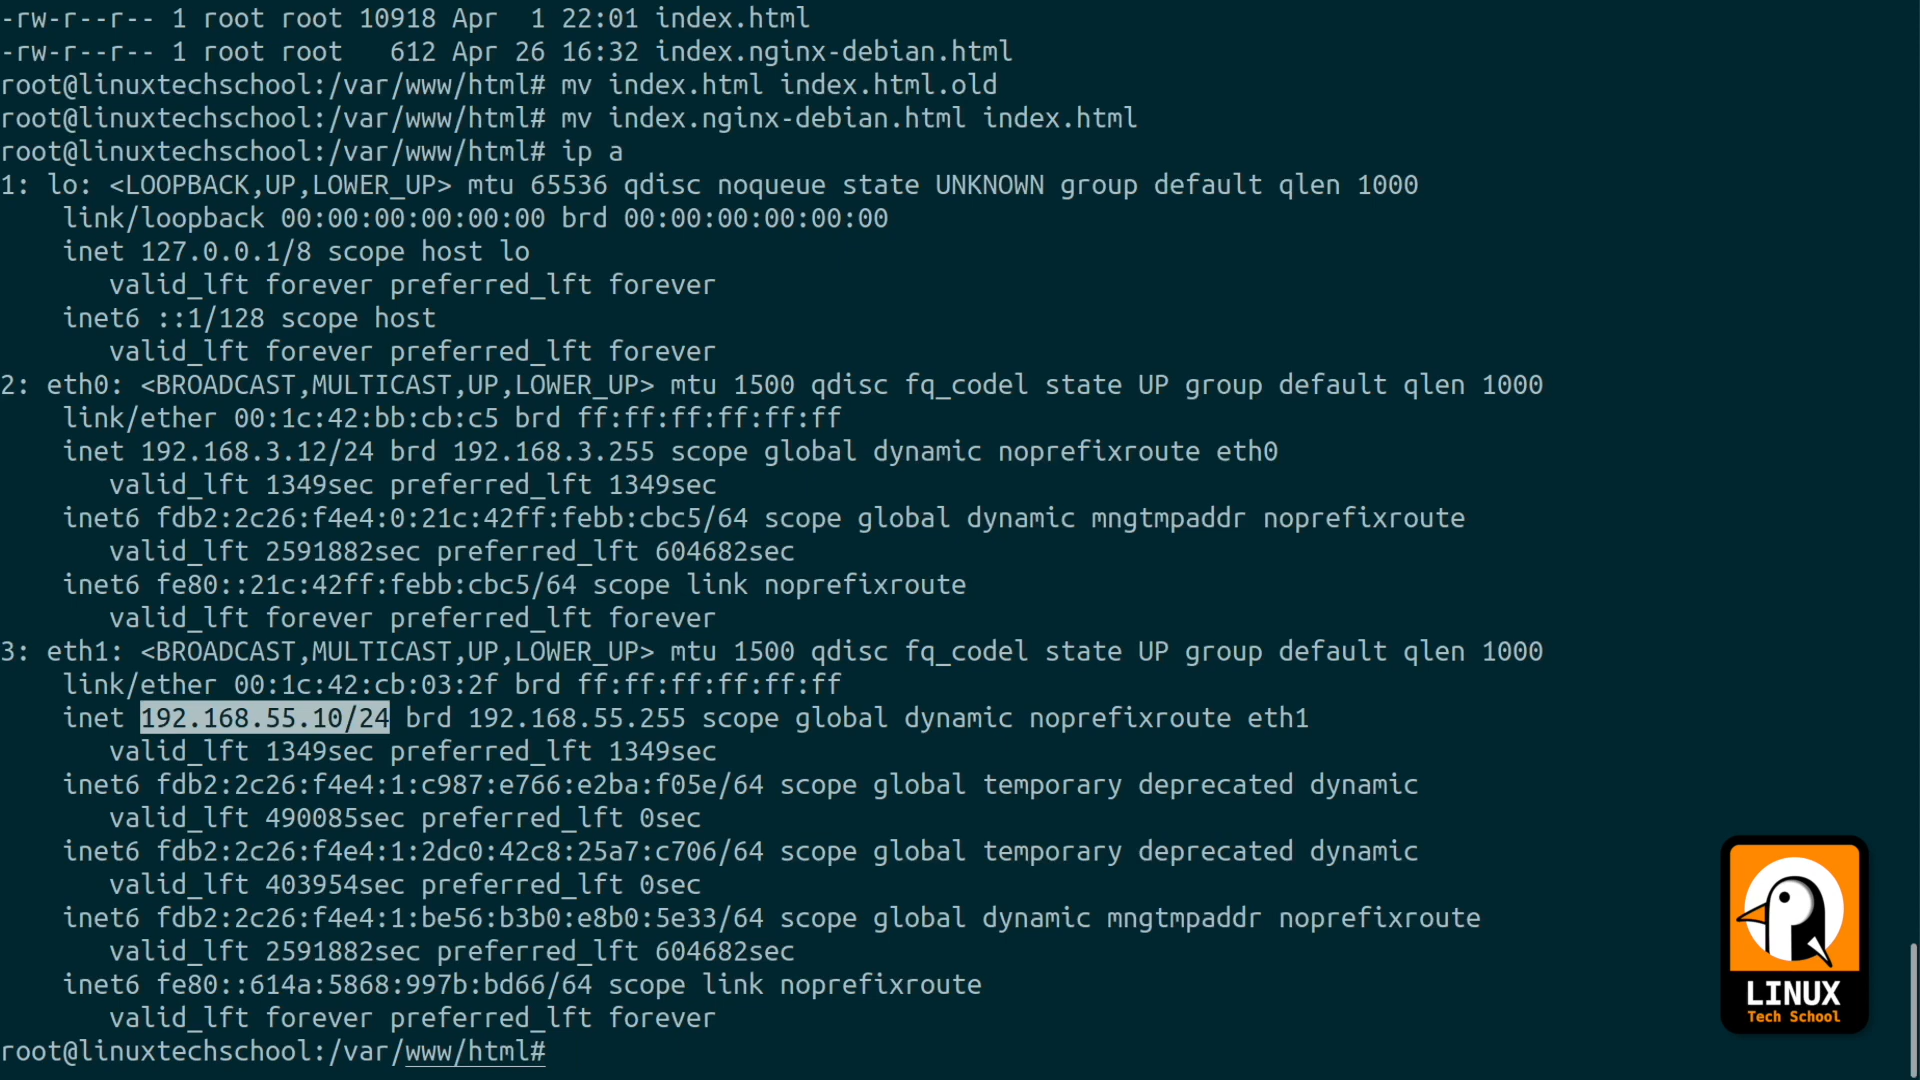 -rw-r--r-- 1 root root 10918 Apr  1 22:01 index.html
-rw-r--r-- 1 root root   612 Apr 26 16:32 index.nginx-debian.html
root@linuxtechschool:/var/www/html# mv index.html index.html.old
root@linuxtechschool:/var/www/html# mv index.nginx-debian.html index.html
root@linuxtechschool:/var/www/html# ip a
1: lo: <LOOPBACK,UP,LOWER_UP> mtu 65536 qdisc noqueue state UNKNOWN group default qlen 1000
    link/loopback 00:00:00:00:00:00 brd 00:00:00:00:00:00
    inet 127.0.0.1/8 scope host lo
       valid_lft forever preferred_lft forever
    inet6 ::1/128 scope host
       valid_lft forever preferred_lft forever
2: eth0: <BROADCAST,MULTICAST,UP,LOWER_UP> mtu 1500 qdisc fq_codel state UP group default qlen 1000
    link/ether 00:1c:42:bb:cb:c5 brd ff:ff:ff:ff:ff:ff
    inet 192.168.3.12/24 brd 192.168.3.255 scope global dynamic noprefixroute eth0
       valid_lft 1349sec preferred_lft 1349sec
    inet6 fdb2:2c26:f4e4:0:21c:42ff:febb:cbc5/64 scope global dynamic mngtmpaddr noprefixroute
       valid_lft 2591882sec preferred_lft 604682sec
    inet6 fe80::21c:42ff:febb:cbc5/64 scope link noprefixroute
       valid_lft forever preferred_lft forever
3: eth1: <BROADCAST,MULTICAST,UP,LOWER_UP> mtu 1500 qdisc fq_codel state UP group default qlen 1000
    link/ether 00:1c:42:cb:03:2f brd ff:ff:ff:ff:ff:ff
    inet 192.168.55.10/24 brd 192.168.55.255 scope global dynamic noprefixroute eth1
       valid_lft 1349sec preferred_lft 1349sec
    inet6 fdb2:2c26:f4e4:1:c987:e766:e2ba:f05e/64 scope global temporary deprecated dynamic
       valid_lft 490085sec preferred_lft 0sec
    inet6 fdb2:2c26:f4e4:1:2dc0:42c8:25a7:c706/64 scope global temporary deprecated dynamic
       valid_lft 403954sec preferred_lft 0sec
    inet6 fdb2:2c26:f4e4:1:be56:b3b0:e8b0:5e33/64 scope global dynamic mngtmpaddr noprefixroute
       valid_lft 2591882sec preferred_lft 604682sec
    inet6 fe80::614a:5868:997b:bd66/64 scope link noprefixroute
       valid_lft forever preferred_lft forever
root@linuxtechschool:/var/www/html#
LINUX
Tech School